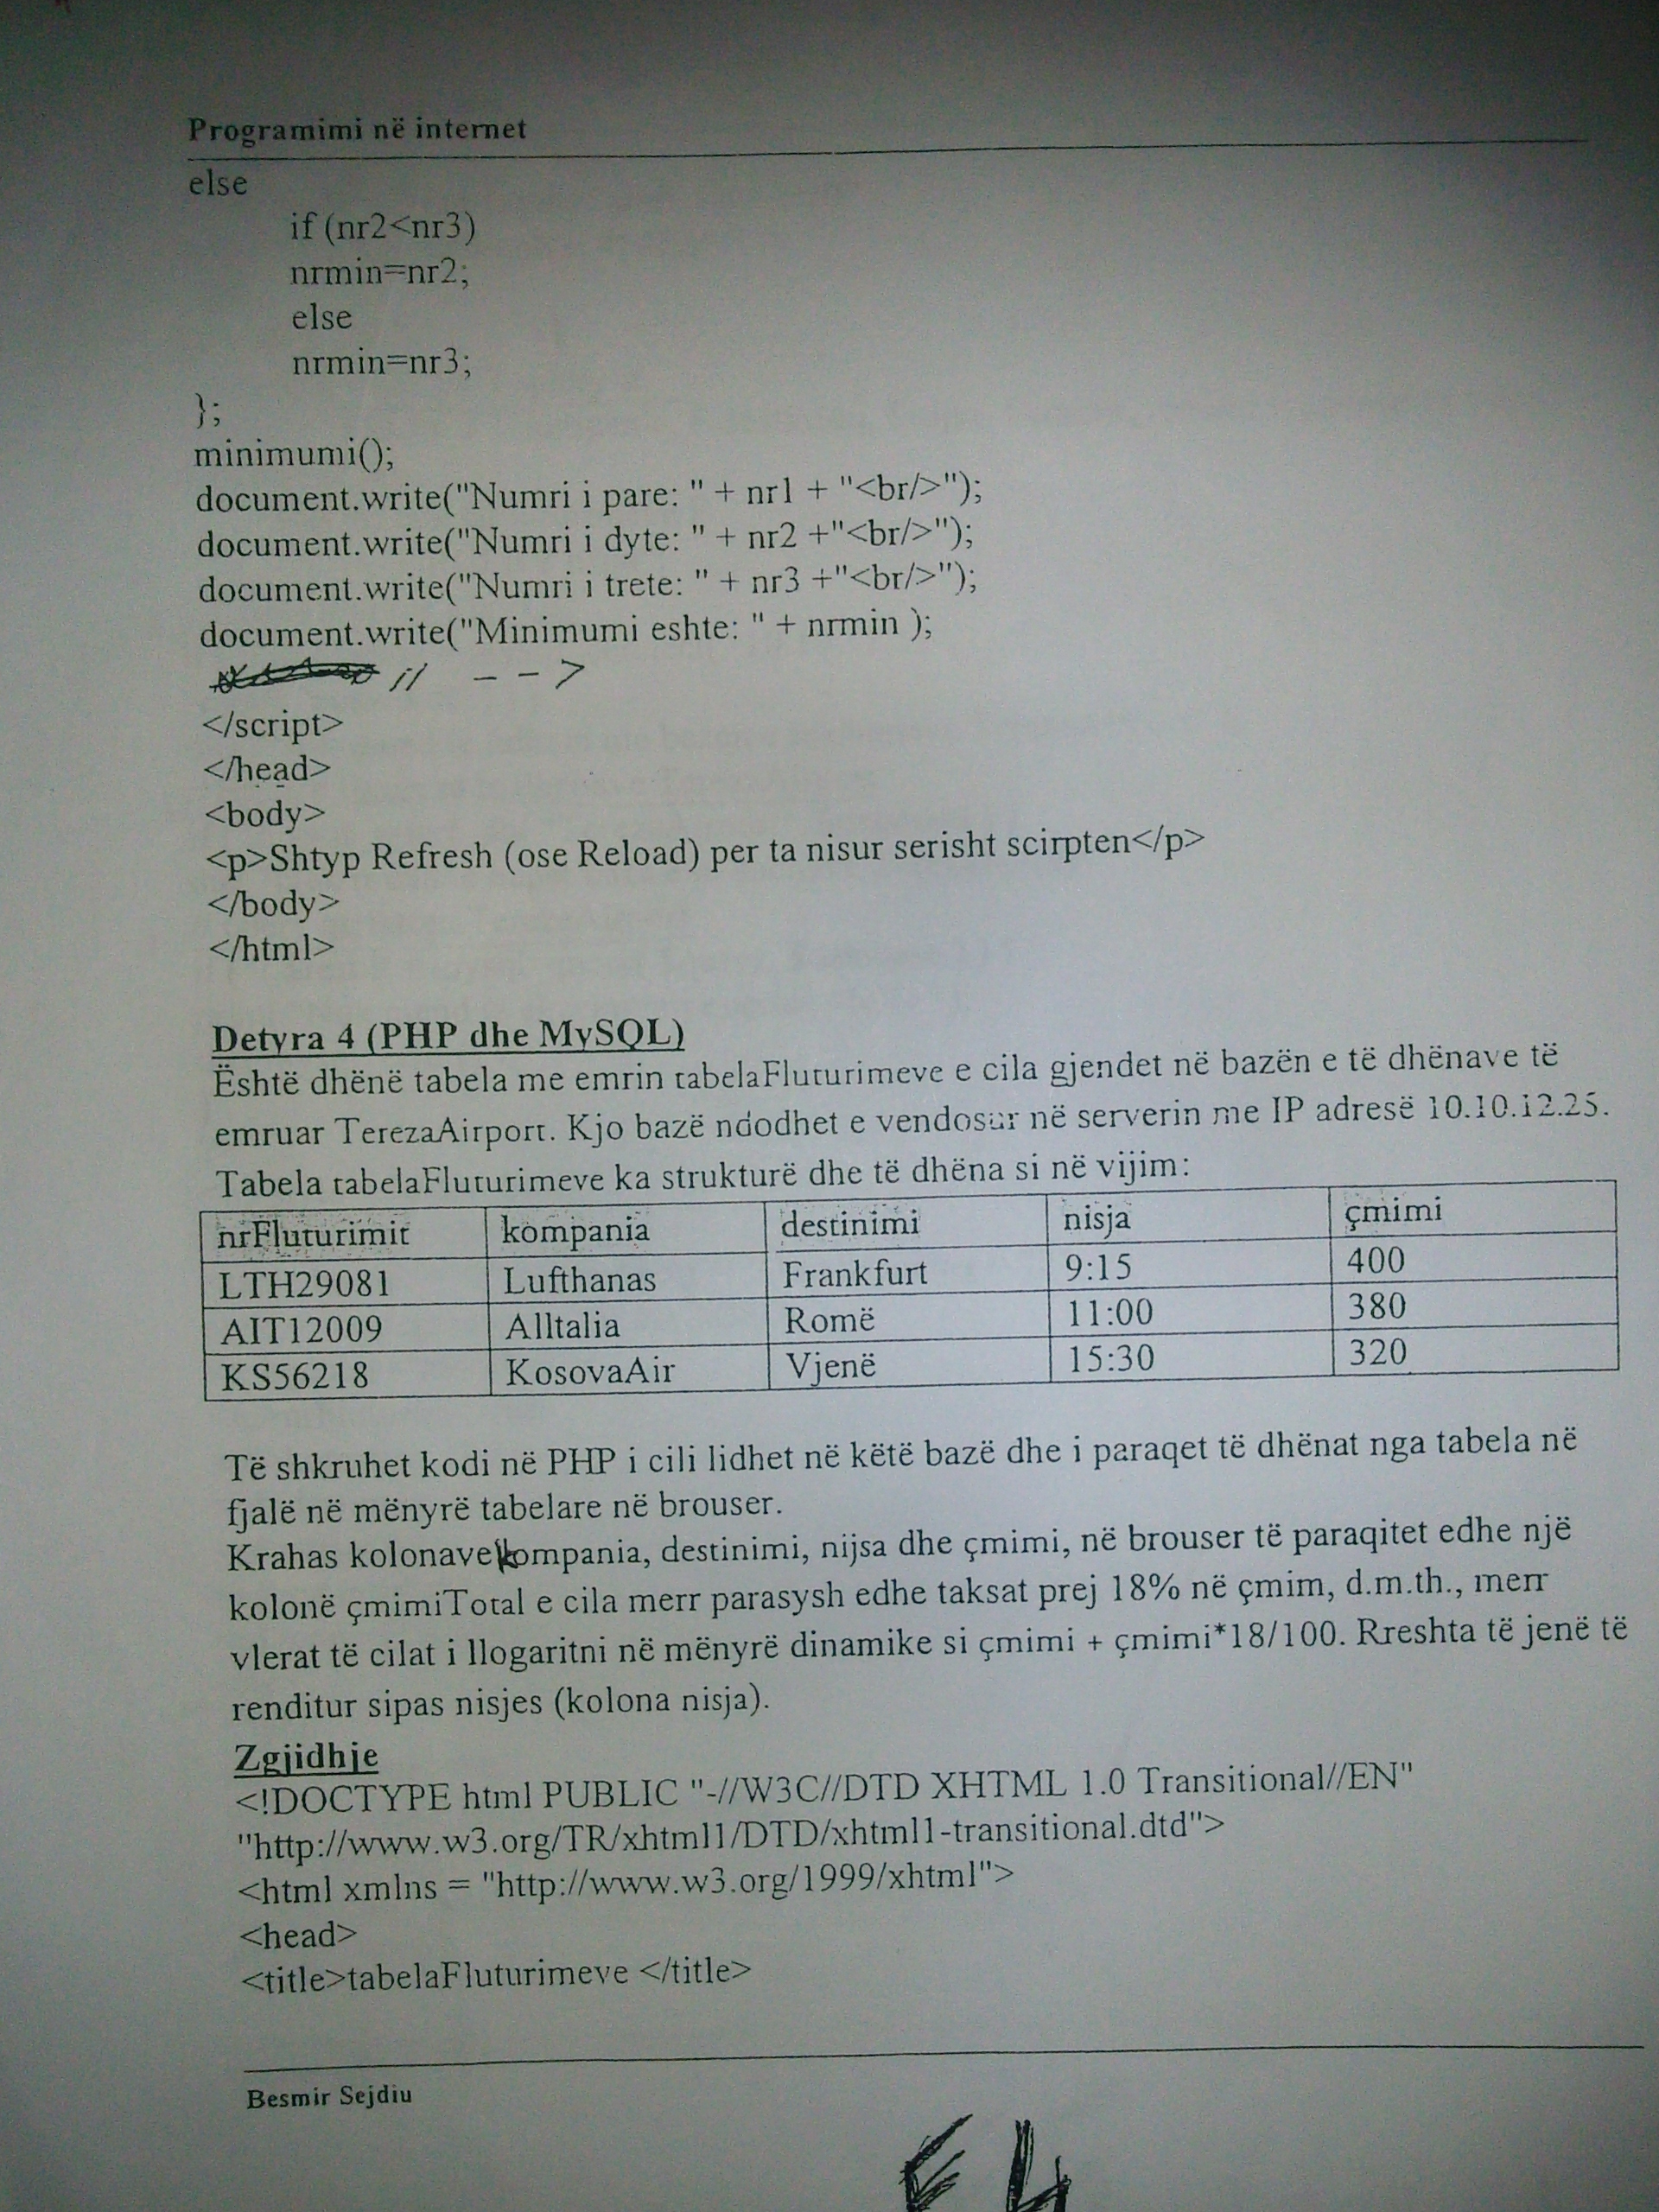 Programimi në internet
else
if (nr2<nr3)
nrmin=nr2;
else
nrmin=nr3;
};
minimumi();
document.write("Numri i pare: " + nr1 + "<br/>");
document.write("Numri i dyte: " + nr2 +"<br/>");
document.write("Numri i trete: " + nr3 +"<br/>");
document.write("Minimumi eshte: " + nrmin );
// -->
</script>
</head>
<body>
<p>Shtyp Refresh (ose Reload) per ta nisur serisht scirpten</p>
</body>
</html>
Detyra 4 (PHP dhe MySQL)
Është dhënë tabela me emrin tabelaFluturimeve e cila gjendet në bazën e të dhënave të
emruar TerezaAirport. Kjo bazë ndodhet e vendosur në serverin me IP adresë 10.10.12.25.
Tabela tabelaFluturimeve ka strukturë dhe të dhëna si në vijim:
nrFluturimit kompania destinimi nisja çmimi
LTH29081 Lufthanas Frankfurt 9:15 400
AIT12009 Alltalia Romë 11:00 380
KS56218 KosovaAir Vjenë 15:30 320
Të shkruhet kodi në PHP i cili lidhet në këtë bazë dhe i paraqet të dhënat nga tabela në
fjalë në mënyrë tabelare në brouser.
Krahas kolonave kompania, destinimi, nijsa dhe çmimi, në brouser të paraqitet edhe një
kolonë çmimiTotal e cila merr parasysh edhe taksat prej 18% në çmim, d.m.th., merr
vlerat të cilat i llogaritni në mënyrë dinamike si çmimi + çmimi*18/100. Rreshta të jenë të
renditur sipas nisjes (kolona nisja).
Zgjidhje
<!DOCTYPE html PUBLIC "-//W3C//DTD XHTML 1.0 Transitional//EN"
"http://www.w3.org/TR/xhtml1/DTD/xhtml1-transitional.dtd">
<html xmlns = "http://www.w3.org/1999/xhtml">
<head>
<title>tabelaFluturimeve </title>
Besmir Sejdiu